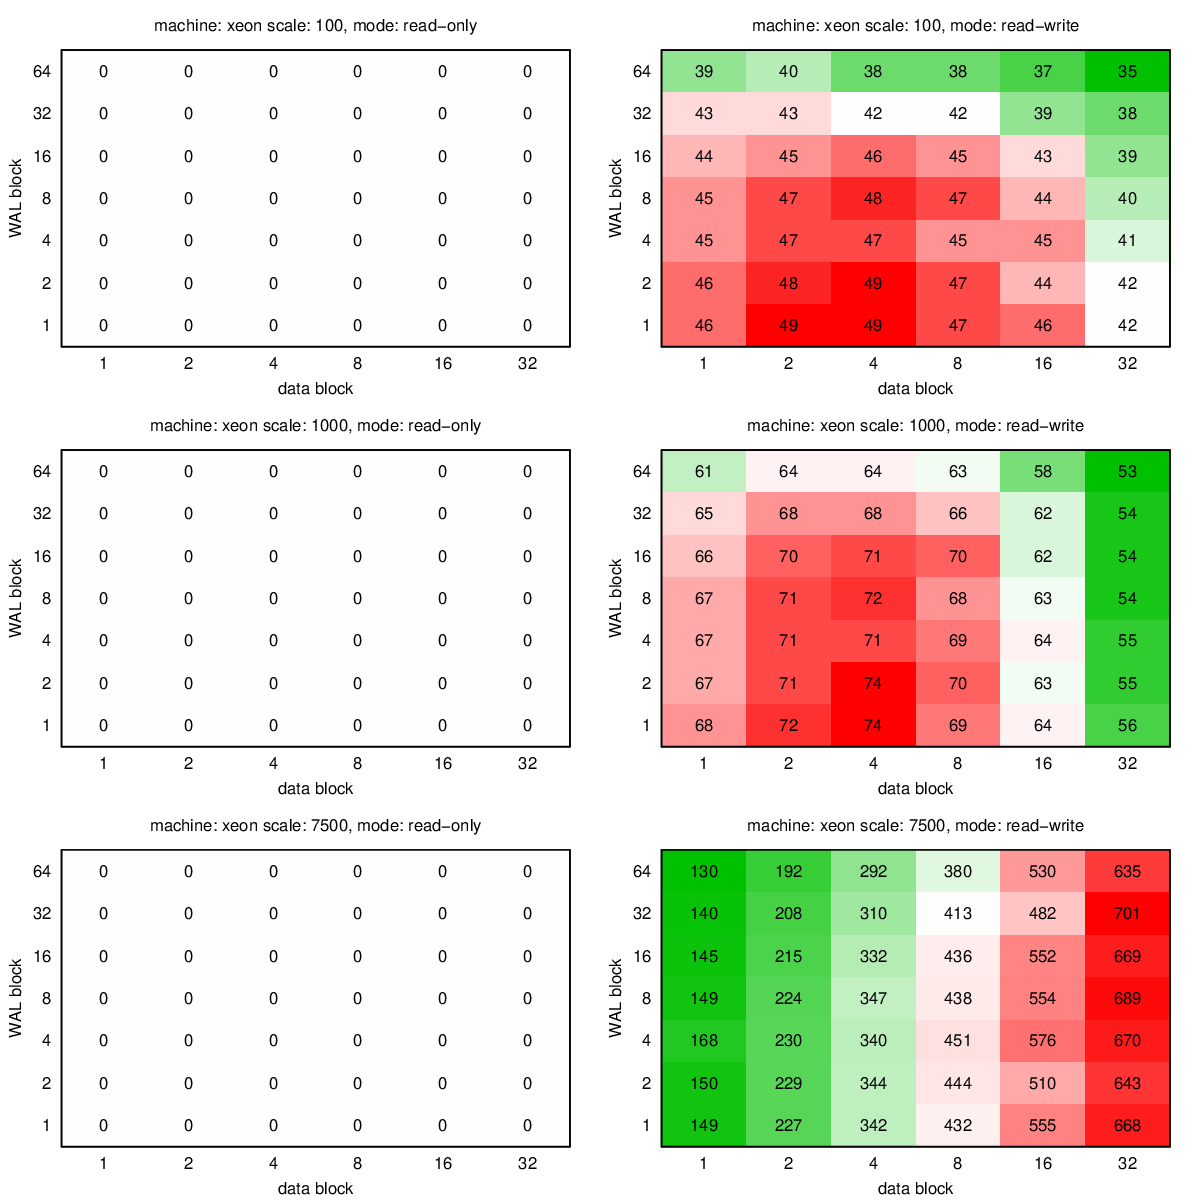 machine: xeon scale: 100, mode: read−only
64 0 0 0 0 0 0
32 0 0 0 0 0 0
16 0 0 0 0 0 0
8 0 0 0 0 0 0
4 0 0 0 0 0 0
2 0 0 0 0 0 0
1 0 0 0 0 0 0
1 2 4 8 16 32
WAL block
data block
machine: xeon scale: 100, mode: read−write
64 39 40 38 38 37 35
32 43 43 42 42 39 38
16 44 45 46 45 43 39
8 45 47 48 47 44 40
4 45 47 47 45 45 41
2 46 48 49 47 44 42
1 46 49 49 47 46 42
1 2 4 8 16 32
WAL block
data block
machine: xeon scale: 1000, mode: read−only
64 0 0 0 0 0 0
32 0 0 0 0 0 0
16 0 0 0 0 0 0
8 0 0 0 0 0 0
4 0 0 0 0 0 0
2 0 0 0 0 0 0
1 0 0 0 0 0 0
1 2 4 8 16 32
WAL block
data block
machine: xeon scale: 1000, mode: read−write
64 61 64 64 63 58 53
32 65 68 68 66 62 54
16 66 70 71 70 62 54
8 67 71 72 68 63 54
4 67 71 71 69 64 55
2 67 71 74 70 63 55
1 68 72 74 69 64 56
1 2 4 8 16 32
WAL block
data block
machine: xeon scale: 7500, mode: read−only
64 0 0 0 0 0 0
32 0 0 0 0 0 0
16 0 0 0 0 0 0
8 0 0 0 0 0 0
4 0 0 0 0 0 0
2 0 0 0 0 0 0
1 0 0 0 0 0 0
1 2 4 8 16 32
WAL block
data block
machine: xeon scale: 7500, mode: read−write
64 130 192 292 380 530 635
32 140 208 310 413 482 701
16 145 215 332 436 552 669
8 149 224 347 438 554 689
4 168 230 340 451 576 670
2 150 229 344 444 510 643
1 149 227 342 432 555 668
1 2 4 8 16 32
WAL block
data block